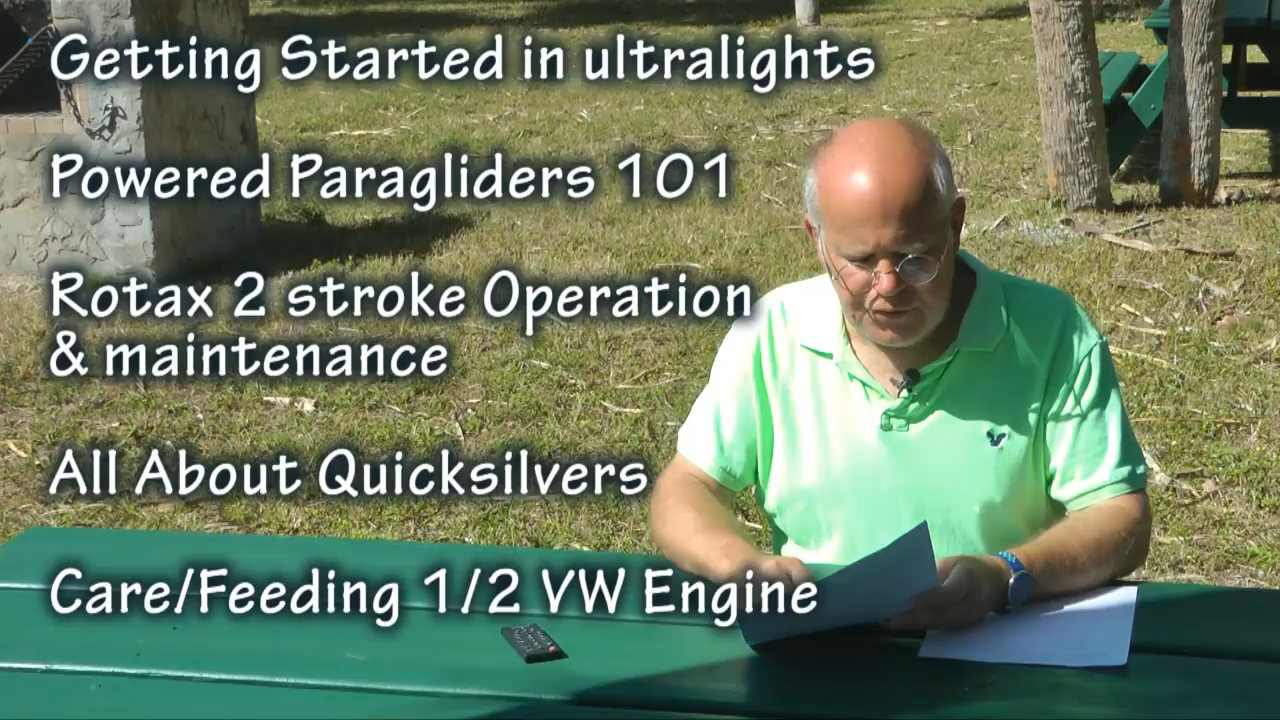 Getting Started in ultralights
Powered Paragliders 101
Rotax 2 stroke Operation
& maintenance
All About Quicksilvers
Care/Feeding 1/2 VW Engine